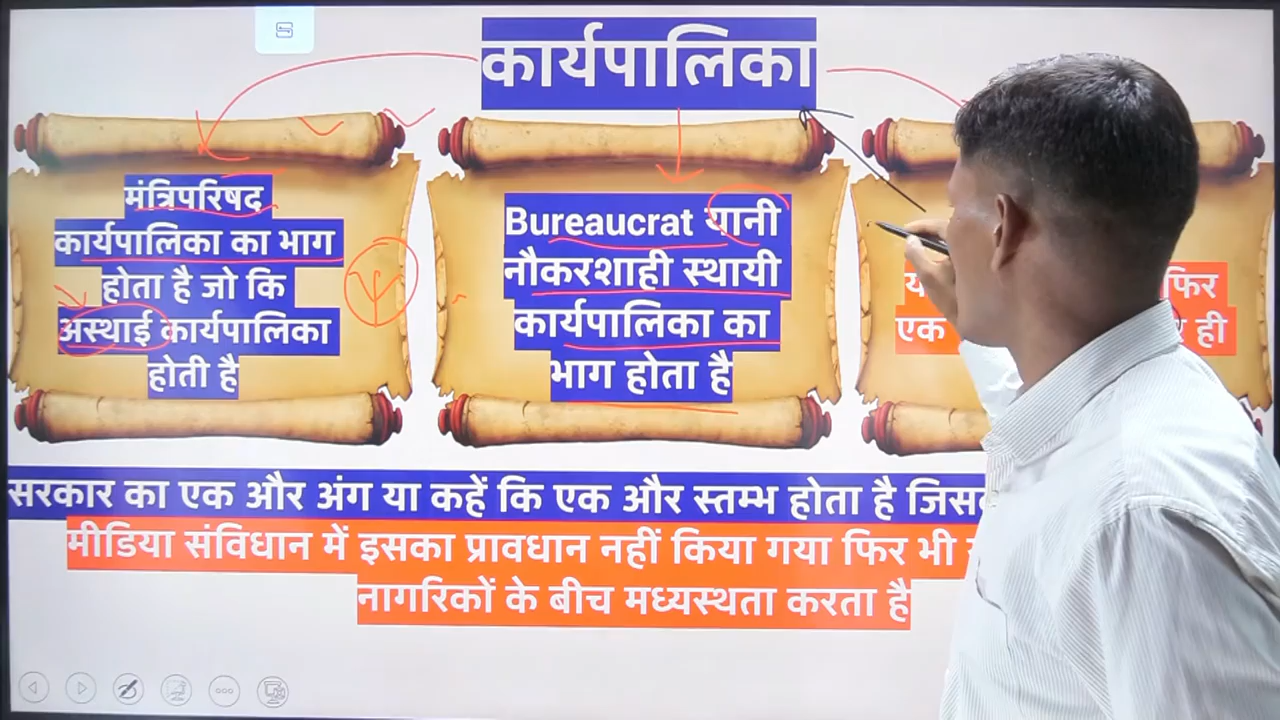 कार्यपालिका
मंत्रिपरिषद
कार्यपालिका का भाग
होता है जो कि
अस्थाई कार्यपालिका
होती है
Bureaucrat यानी
नौकरशाही स्थायी
कार्यपालिका का
भाग होता है
फिर
एक ही
सरकार का एक और अंग या कहें कि एक और स्तम्भ होता है
मीडिया संविधान में इसका प्रावधान नहीं किया गया फिर भी
नागरिकों के बीच मध्यस्थता करता है